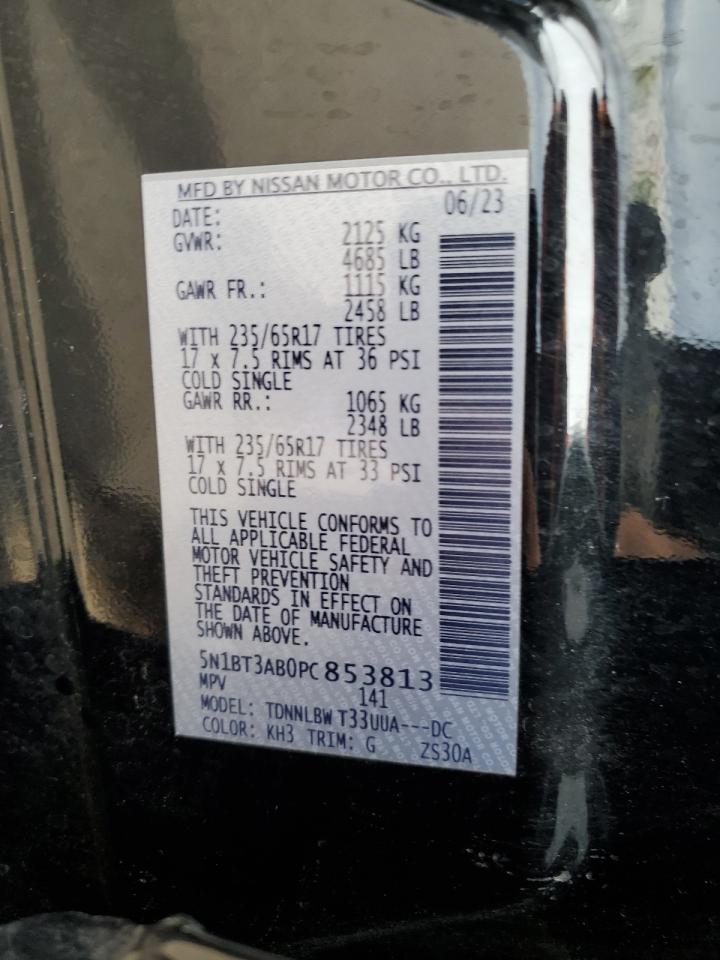 MFD BY NISSAN MOTOR CO., LTD.
DATE: 06/23
GVWR: 2125 KG
4685 LB
GAWR FR.: 1115 KG
2458 LB
WITH 235/65R17 TIRES
17 x 7.5 RIMS AT 36 PSI
COLD SINGLE
GAWR RR.: 1065 KG
2348 LB
WITH 235/65R17 TIRES
17 x 7.5 RIMS AT 33 PSI
COLD SINGLE
THIS VEHICLE CONFORMS TO
ALL APPLICABLE FEDERAL
MOTOR VEHICLE SAFETY AND
THEFT PREVENTION
STANDARDS IN EFFECT ON
THE DATE OF MANUFACTURE
SHOWN ABOVE.
5N1BT3AB0PC853813
MPV 141
MODEL: TDNNLBW T33UUA---DC
COLOR: KH3 TRIM: G ZS30A